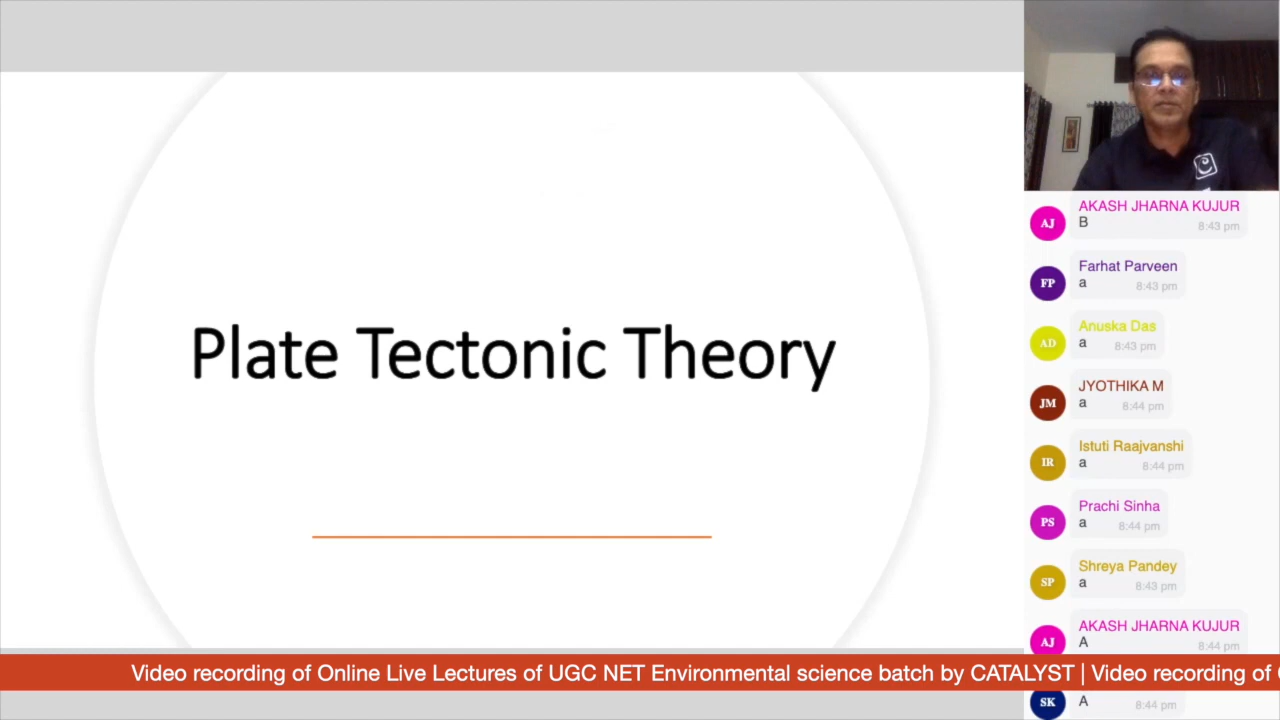 Plate Tectonic Theory
AJ
AKASH JHARNA KUJUR
B
8:43 pm
FP
Farhat Parveen
a
8:43 pm
AD
Anuska Das
a
8:43 pm
JM
JYOTHIKA M
a
8:44 pm
IR
Istuti Raajvanshi
a
8:44 pm
PS
Prachi Sinha
a
8:44 pm
SP
Shreya Pandey
a
8:43 pm
AJ
AKASH JHARNA KUJUR
A
8:44 pm
Video recording of Online Live Lectures of UGC NET Environmental science batch by CATALYST | Video recording of
SK
A
8:44 pm